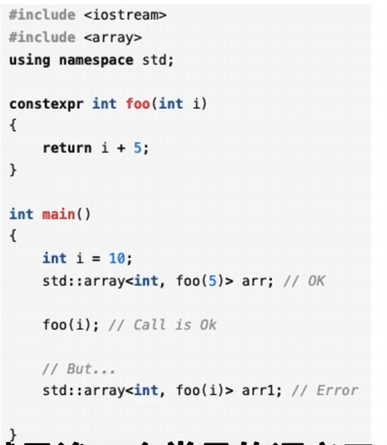 #include <iostream>
#include <array>
using namespace std;
constexpr int foo(int i)
{
    return i + 5;
}
int main()
{
    int i = 10;
    std::array<int, foo(5)> arr; // OK
    foo(i); // Call is Ok
    // But...
    std::array<int, foo(i)> arr1; // Error
}